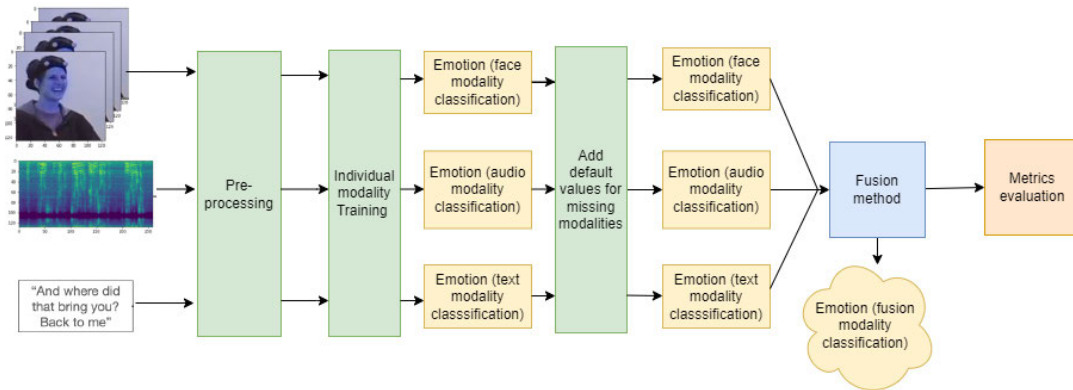 Pre-
processing
Individual
modality
Training
Emotion (face
modality
classification)
Emotion (audio
modality
classification)
Emotion (text
modality
classsification)
Add
default
values for
missing
modalities
Emotion (face
modality
classification)
Emotion (audio
modality
classification)
Emotion (text
modality
classsification)
Fusion
method
Metrics
evaluation
Emotion (fusion
modality
classsification)
"And where did
that bring you?
Back to me"